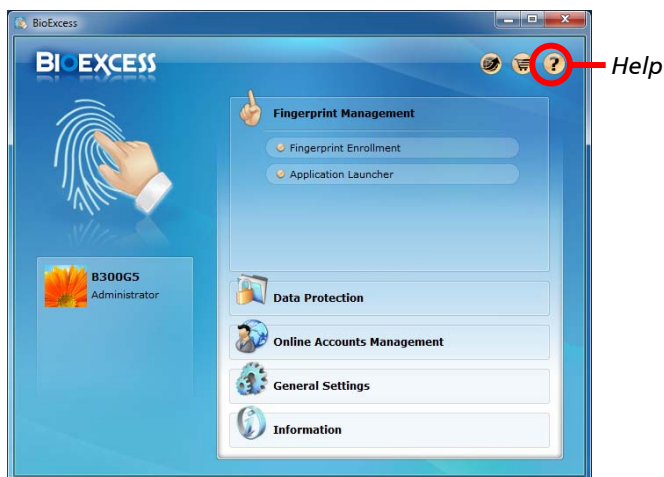 BioExcess
BIOEXCESS
?
Help
Fingerprint Management
Fingerprint Enrollment
Application Launcher
B300G5
Administrator
Data Protection
Online Accounts Management
General Settings
Information